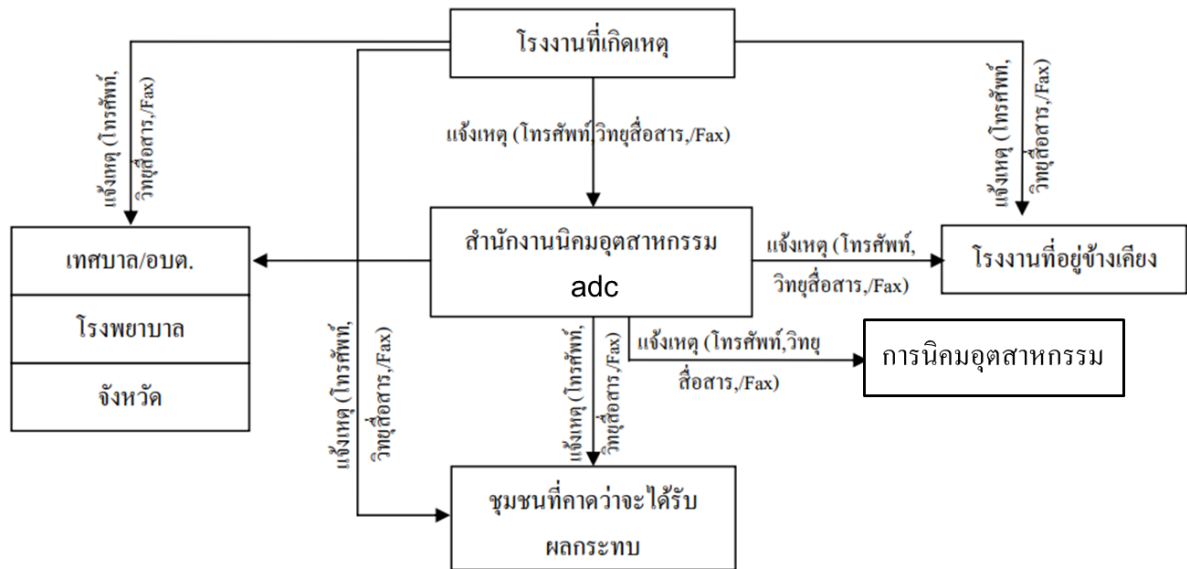 โรงงานที่เกิดเหตุ
แจ้งเหตุ (โทรศัพท์,
วิทยุสื่อสาร,/Fax)
แจ้งเหตุ (โทรศัพท์,วิทยุสื่อสาร,/Fax)
แจ้งเหตุ (โทรศัพท์,
วิทยุสื่อสาร,/Fax)
เทศบาล/อบต.
โรงพยาบาล
จังหวัด
สำนักงานนิคมอุตสาหกรรม
adc
แจ้งเหตุ (โทรศัพท์,
วิทยุสื่อสาร,/Fax)
โรงงานที่อยู่ข้างเคียง
แจ้งเหตุ (โทรศัพท์,
วิทยุสื่อสาร,/Fax)
แจ้งเหตุ (โทรศัพท์,
วิทยุสื่อสาร,/Fax)
แจ้งเหตุ (โทรศัพท์,วิทยุ
สื่อสาร,/Fax)
การนิคมอุตสาหกรรม
ชุมชนที่คาดว่าจะได้รับ
ผลกระทบ